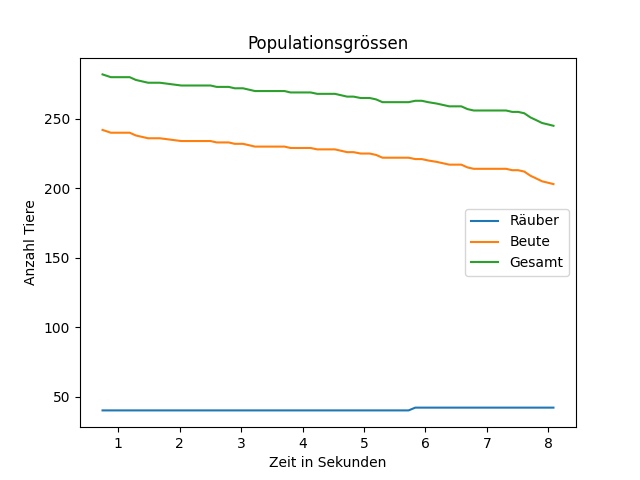 Populationsgrössen
Anzahl Tiere
250
200
150
100
50
Räuber
Beute
Gesamt
1 2 3 4 5 6 7 8
Zeit in Sekunden